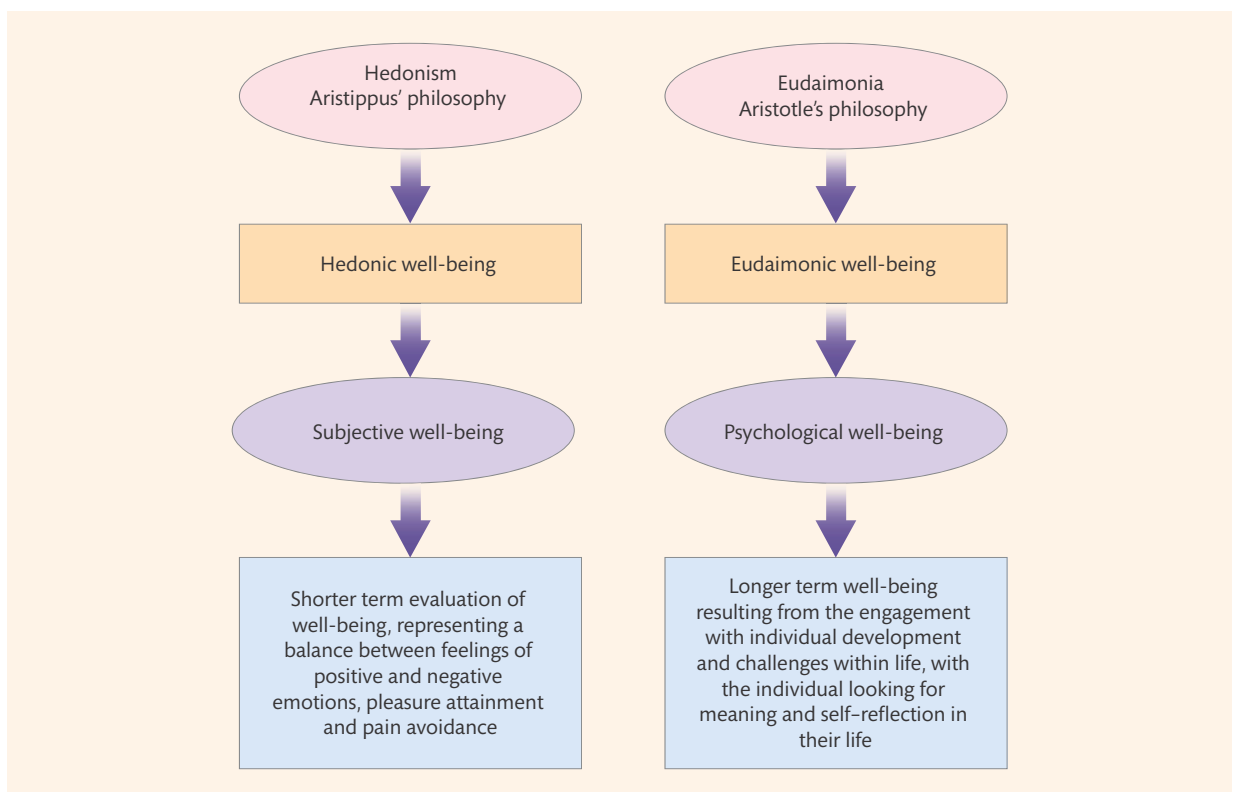 Hedonism
Aristippus’ philosophy
Hedonic well-being
Subjective well-being
Shorter term evaluation of
well-being, representing a
balance between feelings of
positive and negative
emotions, pleasure attainment
and pain avoidance
Eudaimonia
Aristotle’s philosophy
Eudaimonic well-being
Psychological well-being
Longer term well-being
resulting from the engagement
with individual development
and challenges within life, with
the individual looking for
meaning and self-reflection in
their life